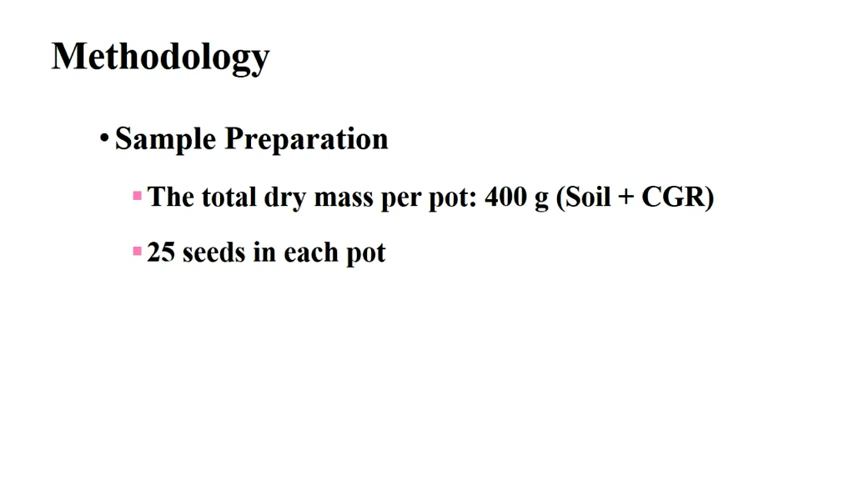 Methodology
• Sample Preparation
▪ The total dry mass per pot: 400 g (Soil + CGR)
▪ 25 seeds in each pot